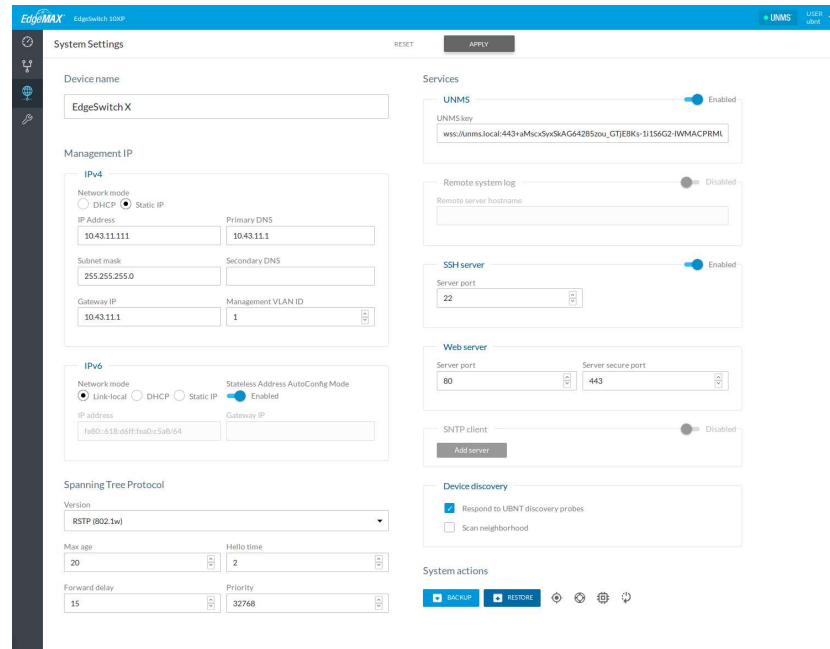 EdgeMAX EdgeSwitch 10XP
UNMS
USER
ubnt
System Settings
RESET
APPLY
Device name
EdgeSwitch X
Management IP
IPv4
Network mode
DHCP Static IP
IP Address Primary DNS
10.43.11.111 10.43.11.1
Subnet mask Secondary DNS
255.255.255.0
Gateway IP Management VLAN ID
10.43.11.1 1
IPv6
Network mode Stateless Address AutoConfig Mode
Link-local DHCP Static IP Enabled
IP address Gateway IP
fe80::618:d6ff:fea0:c5a8/64
Spanning Tree Protocol
Version
RSTP (802.1w)
Max age Hello time
20 2
Forward delay Priority
15 32768
Services
UNMS Enabled
UNMS key
Remote system log Disabled
Remote server hostname
SSH server Enabled
Server port
22
Web server
Server port Server secure port
80 443
SNTP client Disabled
Add server
Device discovery
Respond to UBNT discovery probes
Scan neighborhood
System actions
BACKUP RESTORE